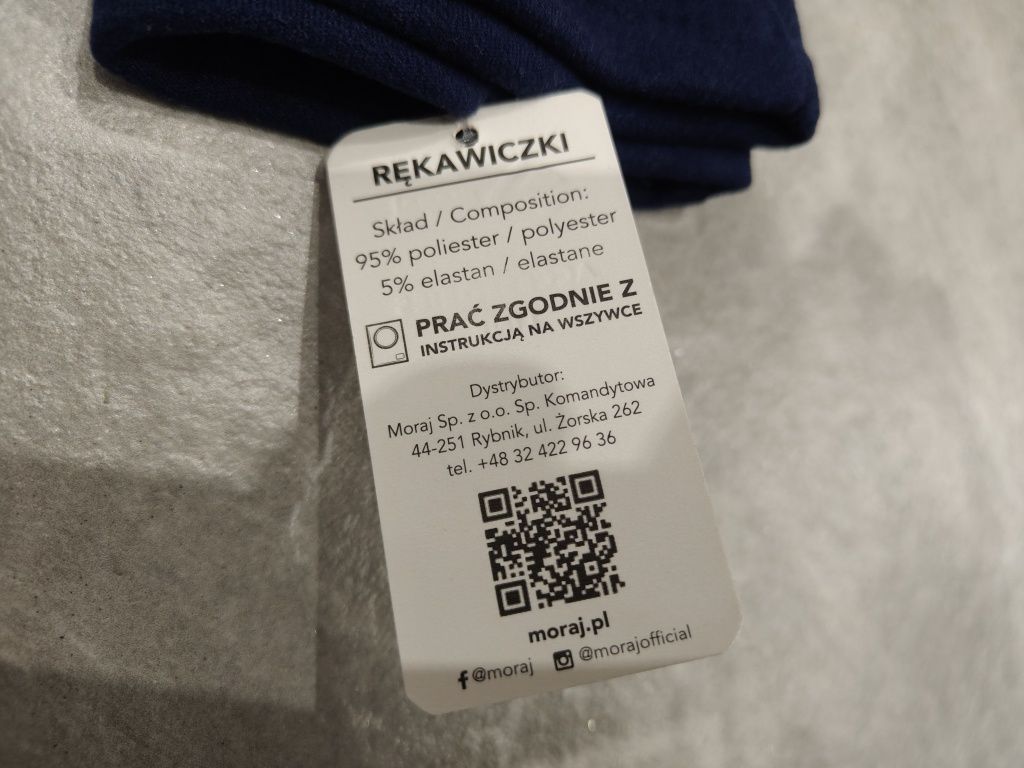 RĘKAWICZKI
Skład / Composition:
95% poliester / polyester
5% elastan / elastane
PRAĆ ZGODNIE Z
INSTRUKCJĄ NA WSZYWCE
Dystrybutor:
Moraj Sp. z o.o. Sp. Komandytowa
44-251 Rybnik, ul. Żorska 262
tel. +48 32 422 96 36
moraj.pl
@moraj @morajofficial